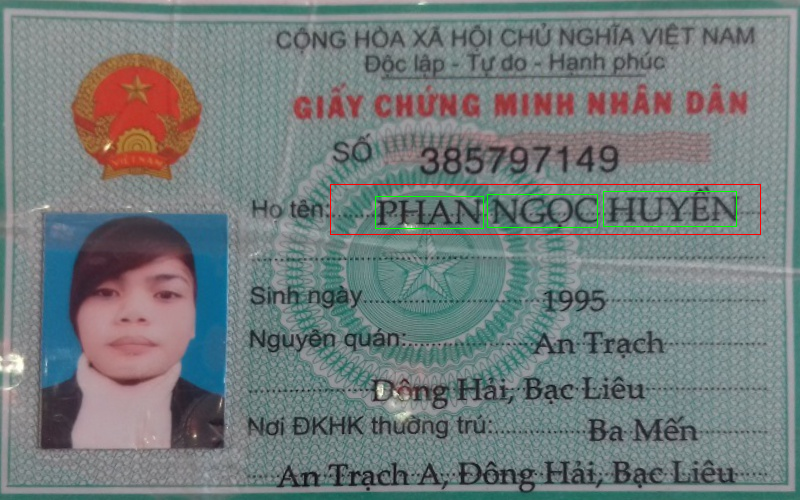 CỘNG HÒA XÃ HỘI CHỦ NGHĨA VIỆT NAM
Độc lập - Tự do - Hạnh phúc
GIẤY CHỨNG MINH NHÂN DÂN
SỐ 385797149
VIỆT NAM
Họ tên: PHAN NGỌC HUYỀN
Sinh ngày 1995
Nguyên quán: An Trạch
Đông Hải, Bạc Liêu
Nơi ĐKHK thường trú: Ba Mến
An Trạch A, Đông Hải, Bạc Liêu